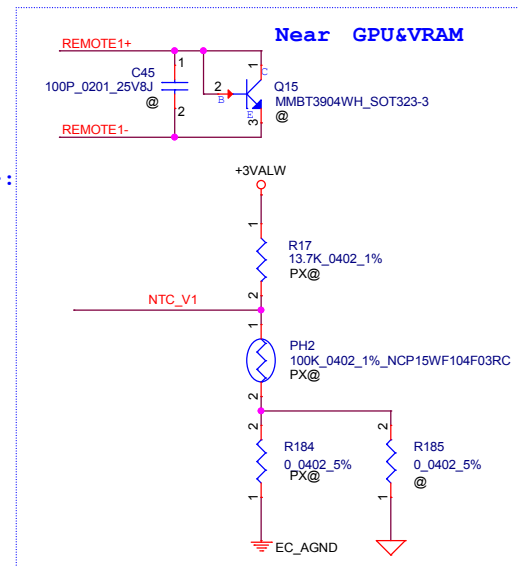 Near GPU&VRAM
REMOTE1+
1
C45
100P_0201_25V8J
@
2
1
C
2
B
Q15
MMBT3904WH_SOT323-3
@
E
3
REMOTE1-
:
+3VALW
1
R17
13.7K_0402_1%
PX@
2
NTC_V1
1
PH2
100K_0402_1%_NCP15WF104F03RC
PX@
2
2
R184
0_0402_5%
PX@
1
2
R185
0_0402_5%
@
1
EC_AGND